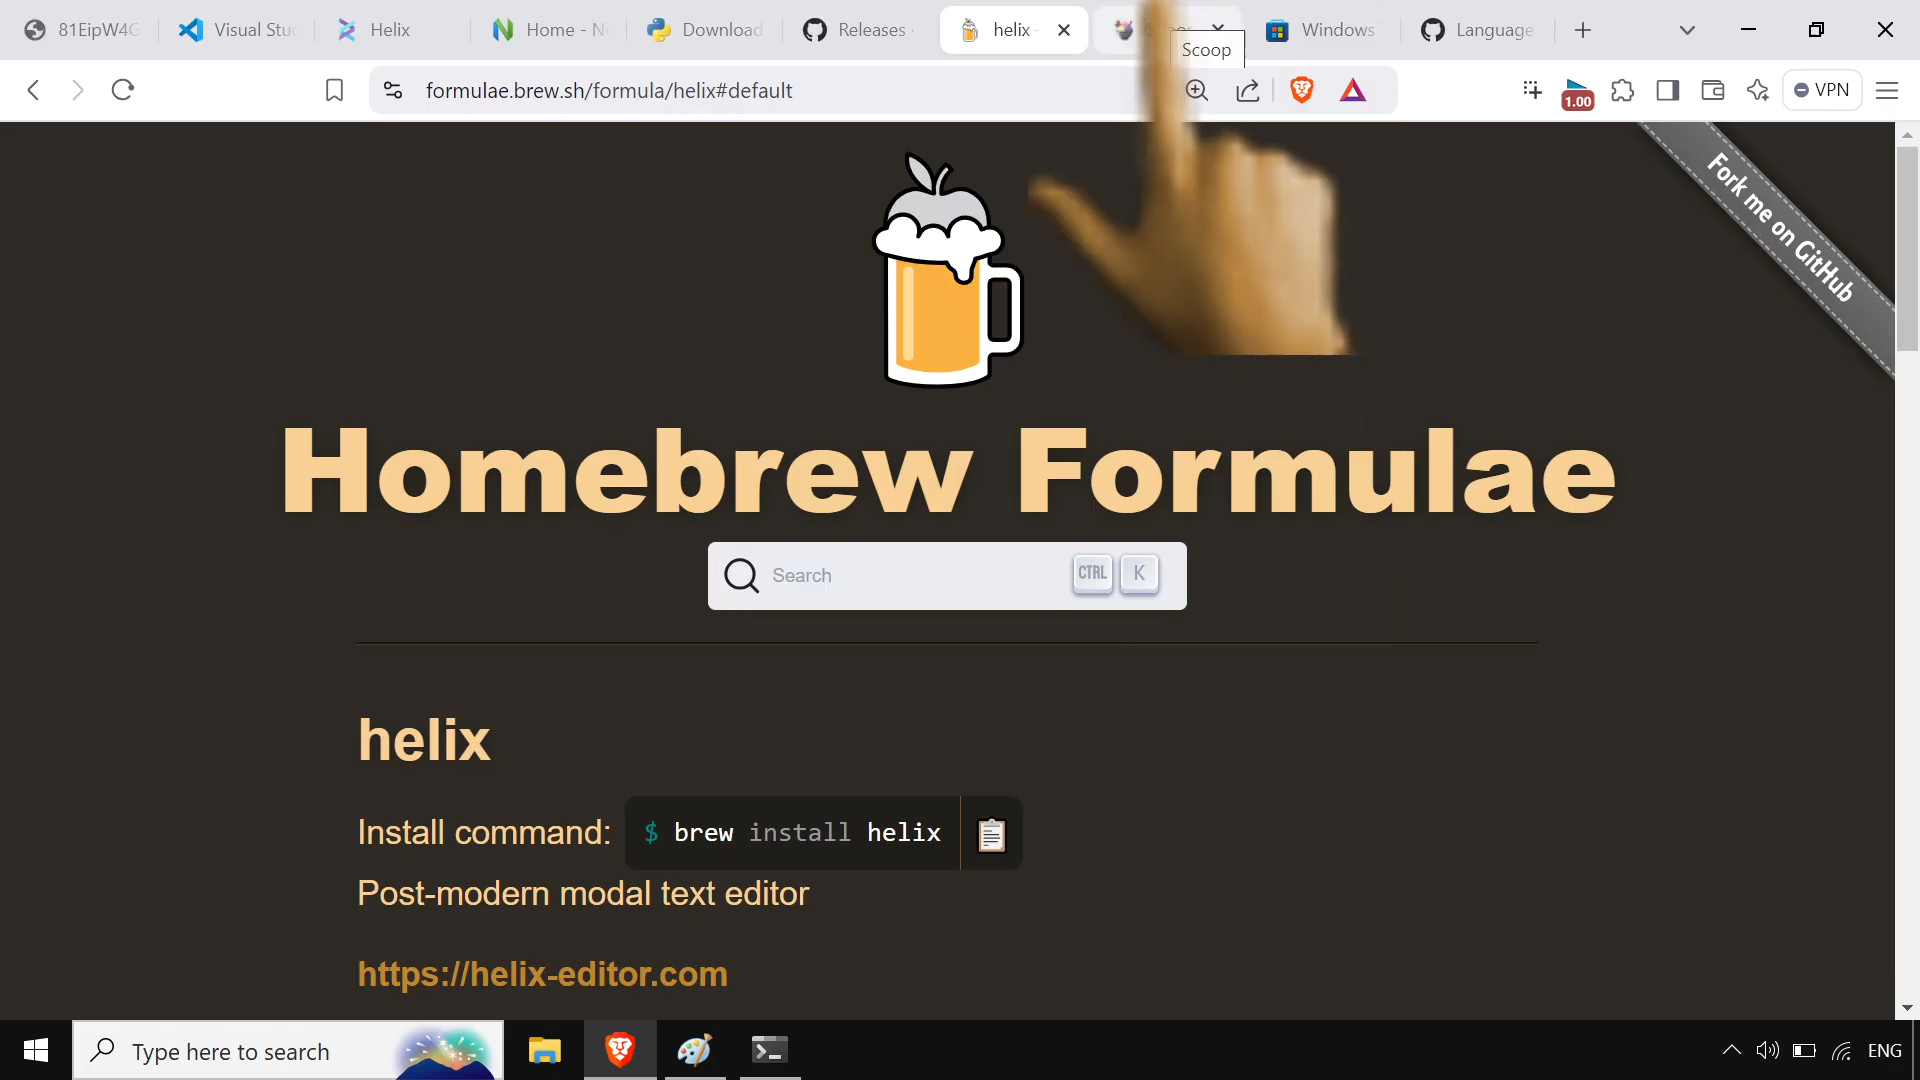 81EipW4G
Visual Stu
Helix
Home - N
Download
Releases
helix
Windows
Language
Scoop
formulae.brew.sh/formula/helix#default
1.00
VPN
Fork me on GitHub
Homebrew Formulae
Search
CTRL
K
helix
Install command: $ brew install helix
Post-modern modal text editor
https://helix-editor.com
Type here to search
ENG